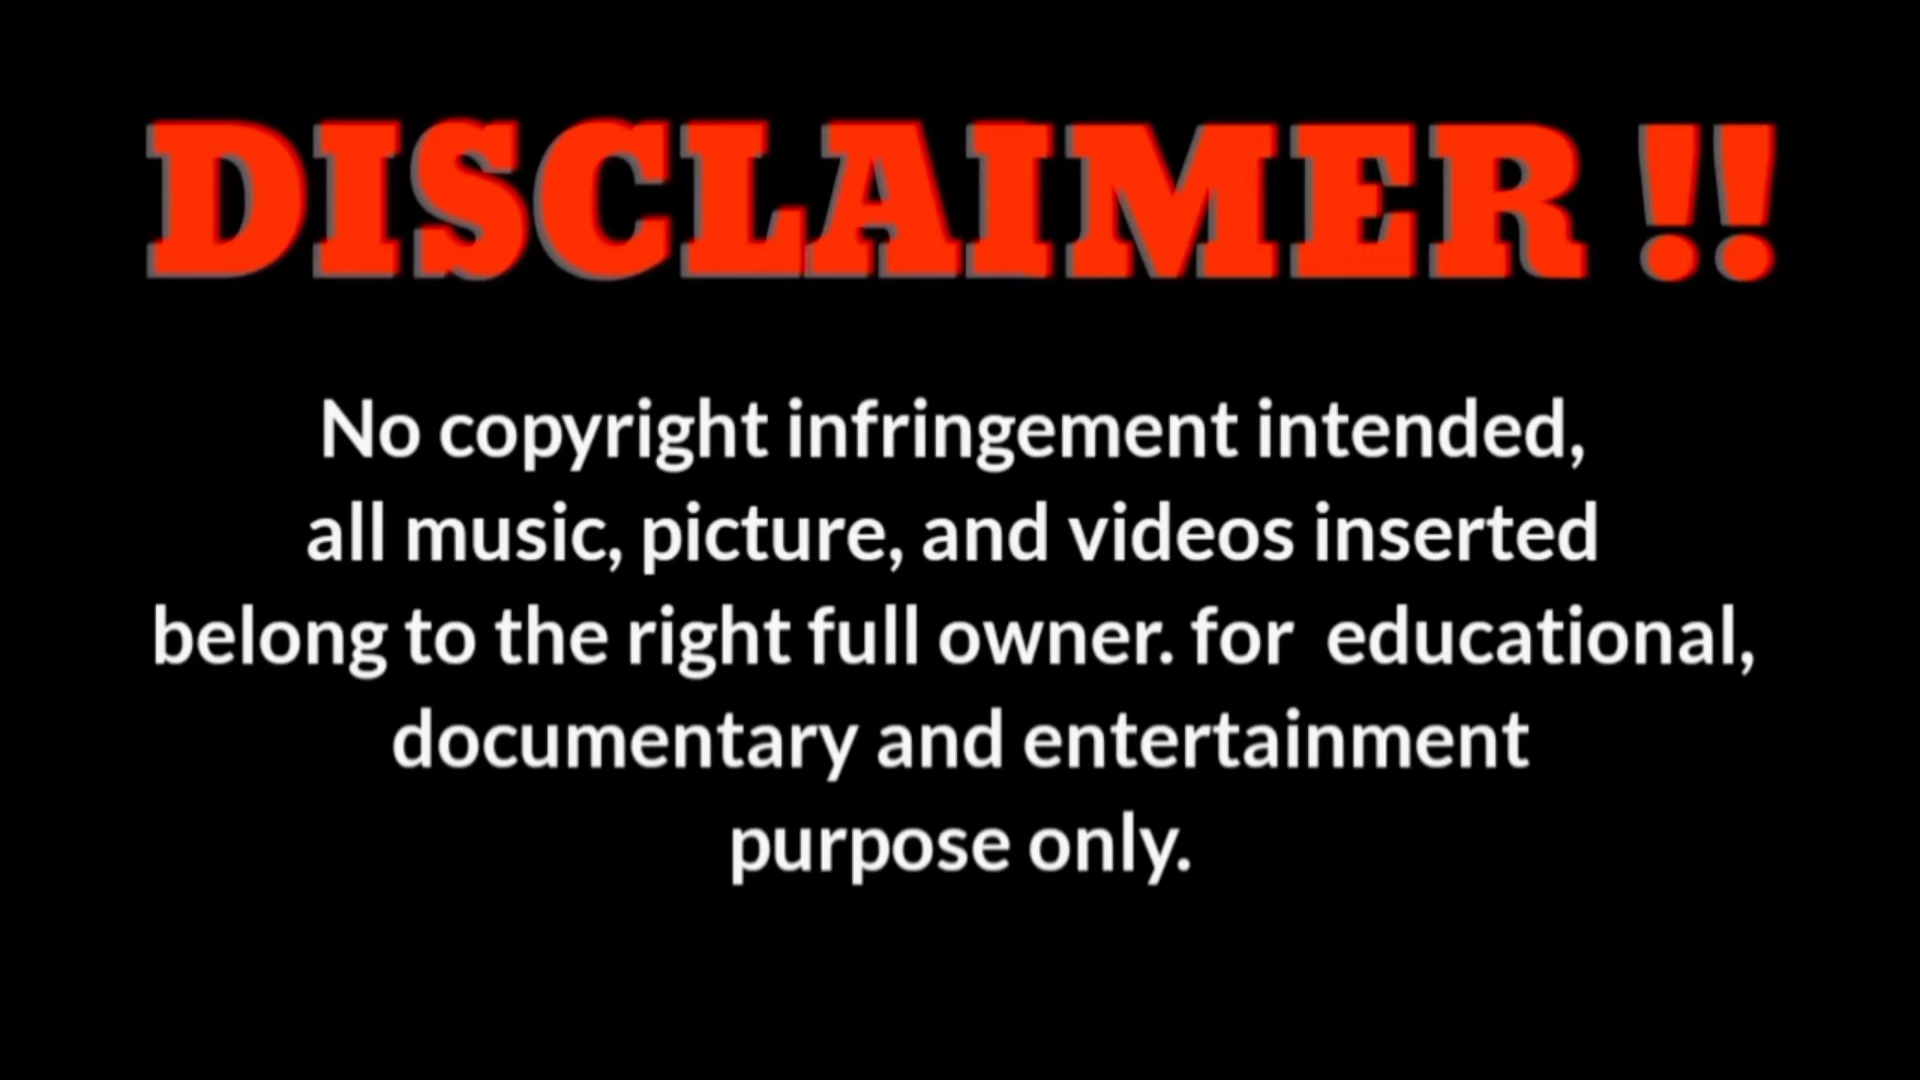 DISCLAIMER !!
No copyright infringement intended,
all music, picture, and videos inserted
belong to the right full owner. for  educational,
documentary and entertainment
purpose only.